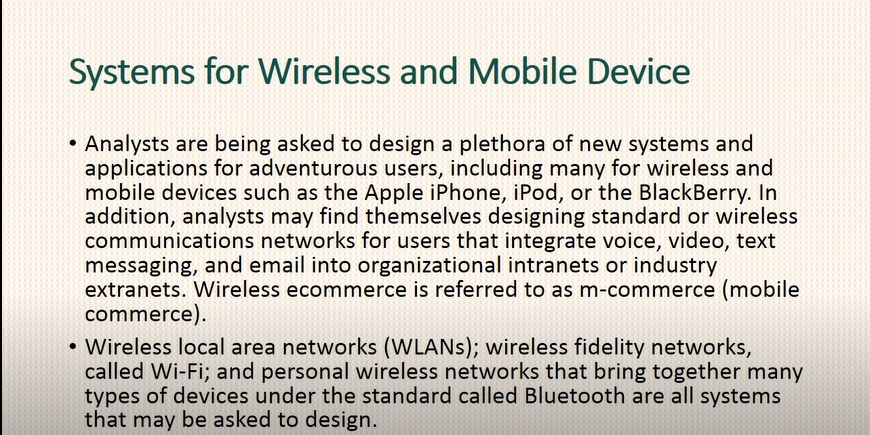 Systems for Wireless and Mobile Device
• Analysts are being asked to design a plethora of new systems and
applications for adventurous users, including many for wireless and
mobile devices such as the Apple iPhone, iPod, or the BlackBerry. In
addition, analysts may find themselves designing standard or wireless
communications networks for users that integrate voice, video, text
messaging, and email into organizational intranets or industry
extranets. Wireless ecommerce is referred to as m-commerce (mobile
commerce).
• Wireless local area networks (WLANs); wireless fidelity networks,
called Wi-Fi; and personal wireless networks that bring together many
types of devices under the standard called Bluetooth are all systems
that may be asked to design.